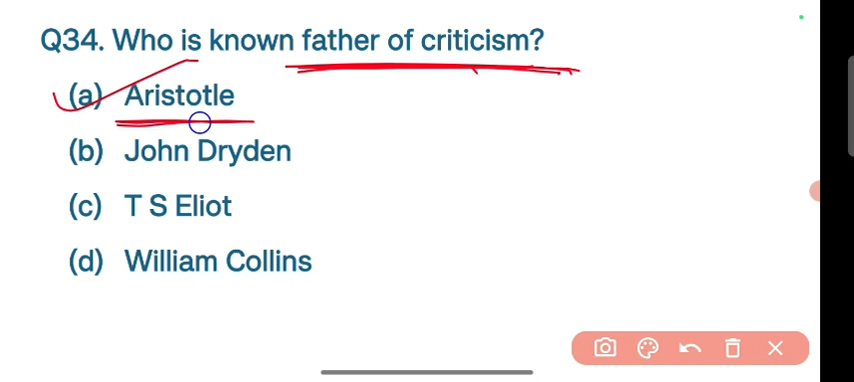 Q34. Who is known father of criticism?
(a) Aristotle
(b) John Dryden
(c) T S Eliot
(d) William Collins